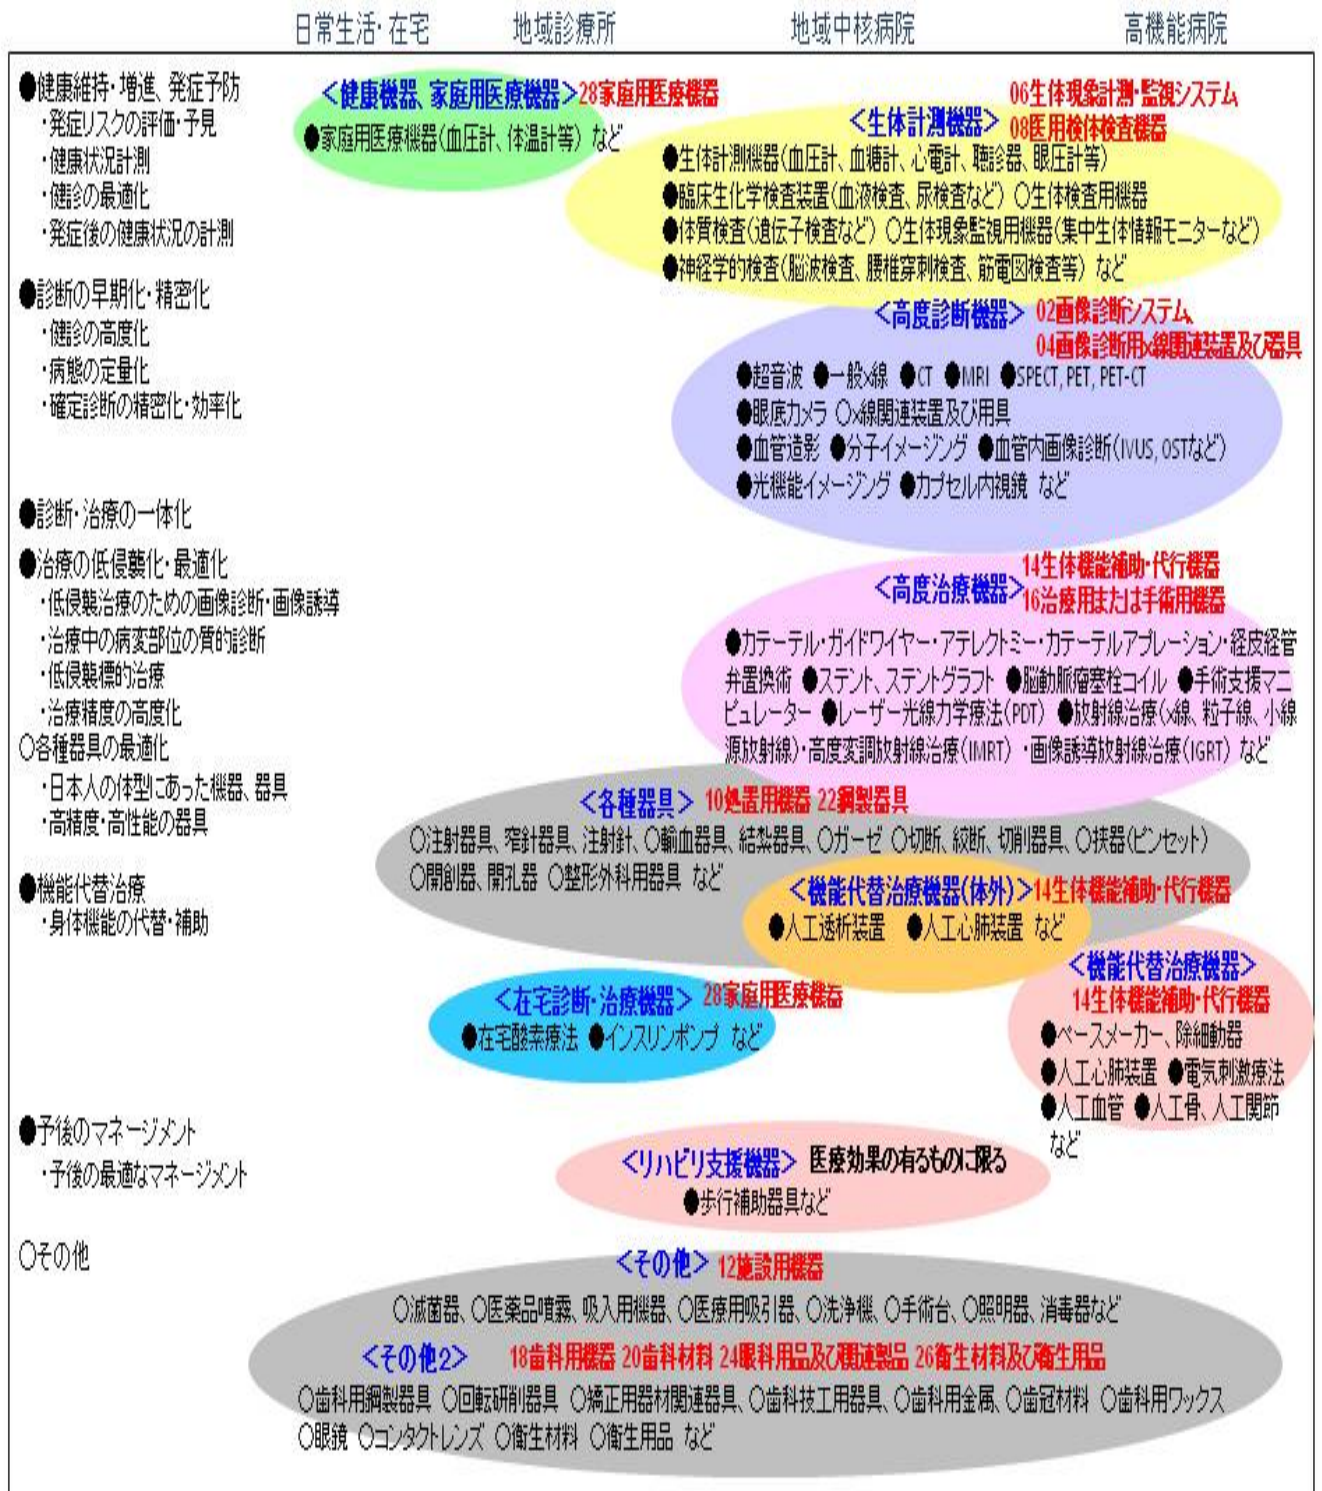 日常生活・在宅 地域診療所 地域中核病院 高機能病院
●健康維持・増進、発症予防
・発症リスクの評価・予見
・健康状況計測
・健診の最適化
・発症後の健康状況の計測
＜健康機器、家庭用医療機器＞28家庭用医療機器
●家庭用医療機器(血圧計、体温計等) など
06生体現象計測・監視システム
＜生体計測機器＞08医用検体検査機器
●生体計測機器(血圧計、血糖計、心電計、聴診器、眼圧計等)
●臨床生化学検査装置(血液検査、尿検査など) ○生体検査用機器
●体質検査(遺伝子検査など) ○生体現象監視用機器(集中生体情報モニターなど)
●神経学的検査(脳波検査、腰椎穿刺検査、筋電図検査等) など
●診断の早期化・精密化
・健診の高度化
・病態の定量化
・確定診断の精密化・効率化
＜高度診断機器＞ 02画像診断システム、
04画像診断用x線関連装置及び器具
●超音波 ●一般x線 ●CT ●MRI ●SPECT, PET, PET-CT
●眼底カメラ ○x線関連装置及び用具
●血管造影 ●分子イメージング ●血管内画像診断(IVUS, OSTなど)
●光機能イメージング ●カプセル内視鏡 など
●診断・治療の一体化
●治療の低侵襲化・最適化
・低侵襲治療のための画像診断・画像誘導
・治療中の病変部位の質的診断
・低侵襲標的治療
・治療精度の高度化
14生体機能補助・代行機器
＜高度治療機器＞16治療用または手術用機器
●カテーテル・ガイドワイヤー・アテレクトミー・カテーテルアプレーション・経皮経管
弁置換術 ●ステント、ステントグラフト ●脳動脈瘤塞栓コイル ●手術支援マニ
ピュレーター ●レーザー光線力学療法(PDT) ●放射線治療(x線、粒子線、小線
源放射線)・高度変調放射線治療(IMRT) ・画像誘導放射線治療(IGRT) など
○各種器具の最適化
・日本人の体型にあった機器、器具
・高精度・高性能の器具
＜各種器具＞ 10処置用機器 22鋼製器具
○注射器具、穿針器具、注射針、○輸血器具、結紮器具、○ガーゼ ○切断、絞断、切削器具、○挟器(ピンセット)
○開創器、開孔器 ○整形外科用器具 など
●機能代替治療
・身体機能の代替・補助
＜機能代替治療機器(体外)＞14生体機能補助・代行機器
●人工透析装置 ●人工心肺装置 など
＜機能代替治療機器＞
14生体機能補助・代行機器
●ペースメーカー、除細動器
●人工心肺装置 ●電気刺激療法
●人工血管 ●人工骨、人工関節
など
＜在宅診断・治療機器＞ 28家庭用医療機器
●在宅酸素療法 ●インスリンポンプ など
●予後のマネージメント
・予後の最適なマネージメント
＜リハビリ支援機器＞ 医療効果の有るものに限る
●歩行補助器具など
○その他
＜その他＞ 12施設用機器
○滅菌器、○医薬品噴霧、吸入用機器、○医療用吸引器、○洗浄機、○手術台、○照明器、消毒器など
＜その他2＞ 18歯科用機器 20歯科材料 24眼科用品及び関連製品 26衛生材料及び衛生用品
○歯科用鋼製器具 ○回転研削器具 ○矯正用器材関連器具、○歯科技工用器具、○歯科用金属、○歯冠材料 ○歯科用ワックス
○眼鏡 ○コンタクトレンズ ○衛生材料 ○衛生用品 など